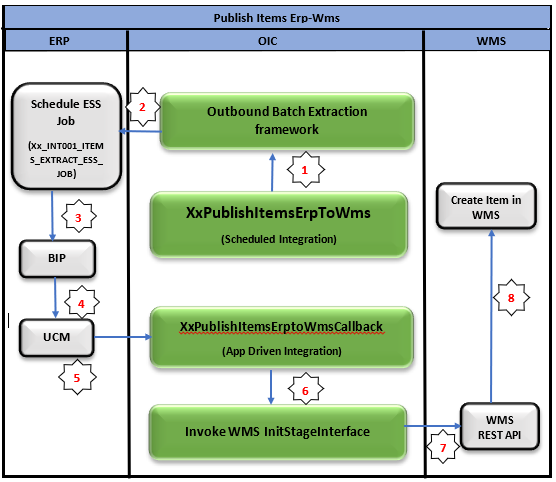 Publish Items Erp-Wms
ERP
OIC
WMS
Schedule ESS
Job
(Xx_INT001_ITEM
S_EXTRACT_ESS_
JOB)
2
Outbound Batch Extraction
framework
1
XxPublishItemsErpToWms
(Scheduled Integration)
Create Item in
WMS
3
BIP
4
8
UCM
XxPublishItemsErptoWmsCallback
(App Driven Integration)
5
6
Invoke WMS InitStageInterface
7
WMS
REST API